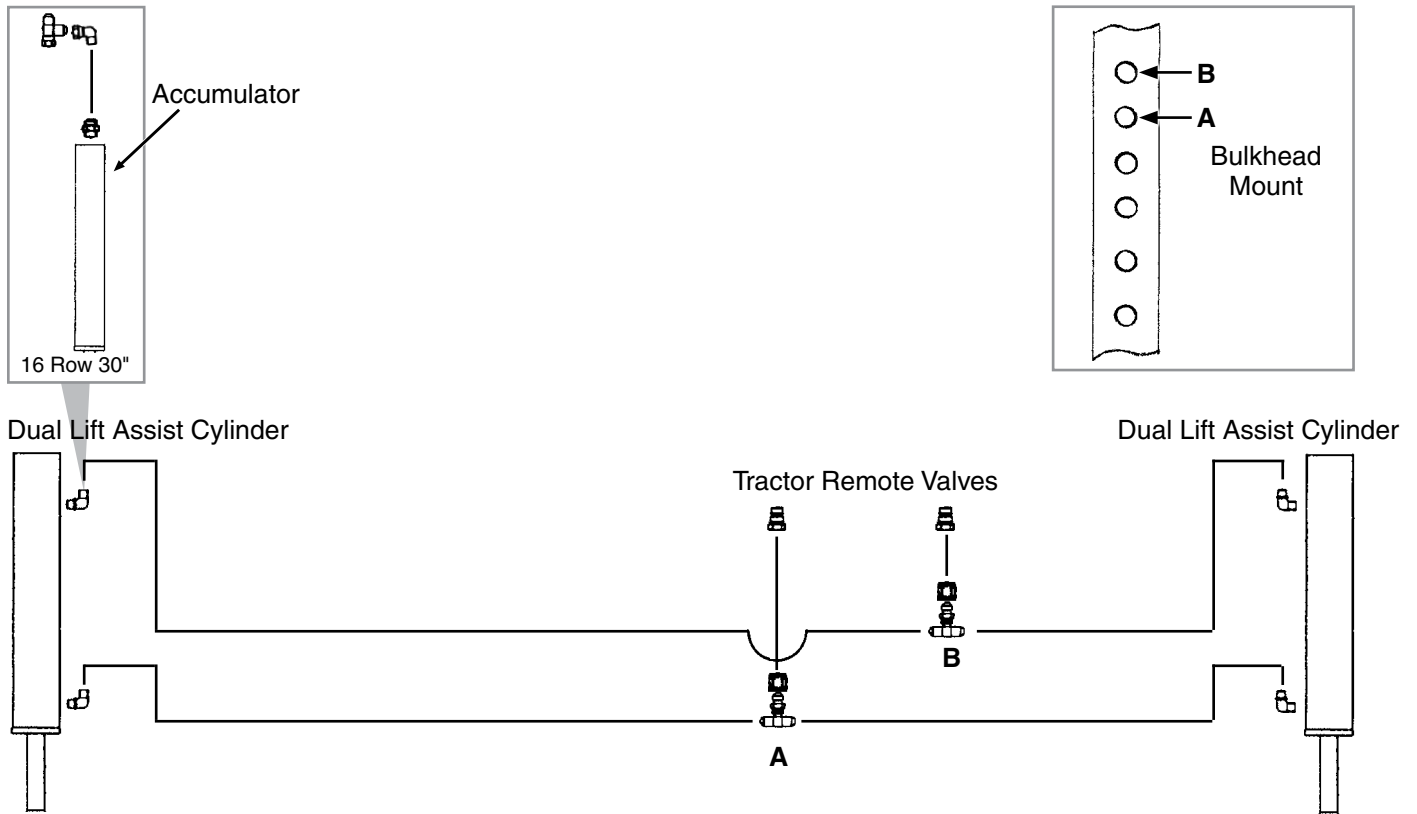 Accumulator
16 Row 30"
B
A
Bulkhead
Mount
Dual Lift Assist Cylinder
Dual Lift Assist Cylinder
Tractor Remote Valves
B
A